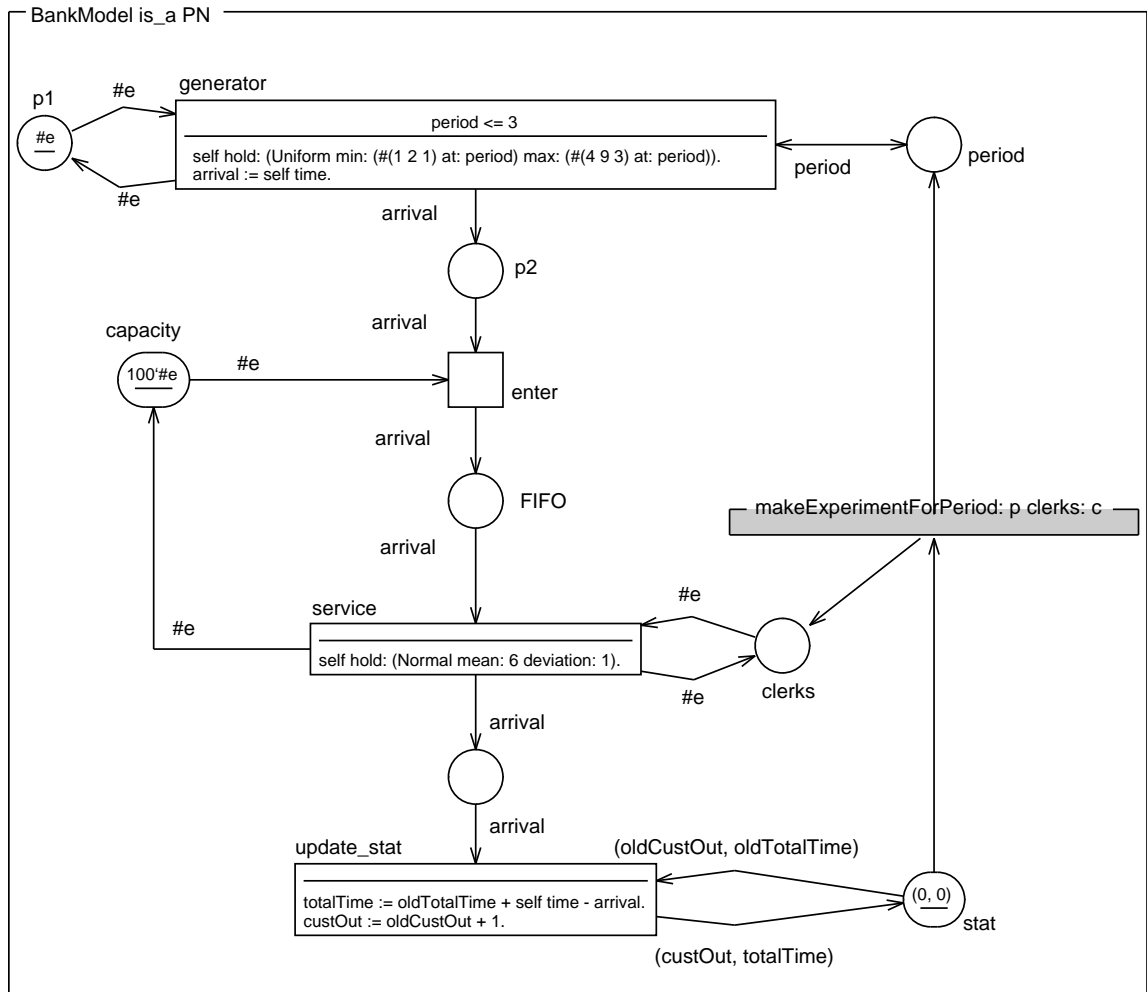 BankModel is_a PN
generator
#e
p1
#e
period <= 3
self hold: (Uniform min: (#(1 2 1) at: period) max: (#(4 9 3) at: period)).
arrival := self time.
period
period
#e
arrival
p2
arrival
capacity
100‘#e
#e
enter
arrival
FIFO
makeExperimentForPeriod: p clerks: c
arrival
service
#e
#e
self hold: (Normal mean: 6 deviation: 1).
clerks
#e
arrival
arrival
update_stat
(oldCustOut, oldTotalTime)
totalTime := oldTotalTime + self time - arrival.
custOut := oldCustOut + 1.
(0, 0)
stat
(custOut, totalTime)